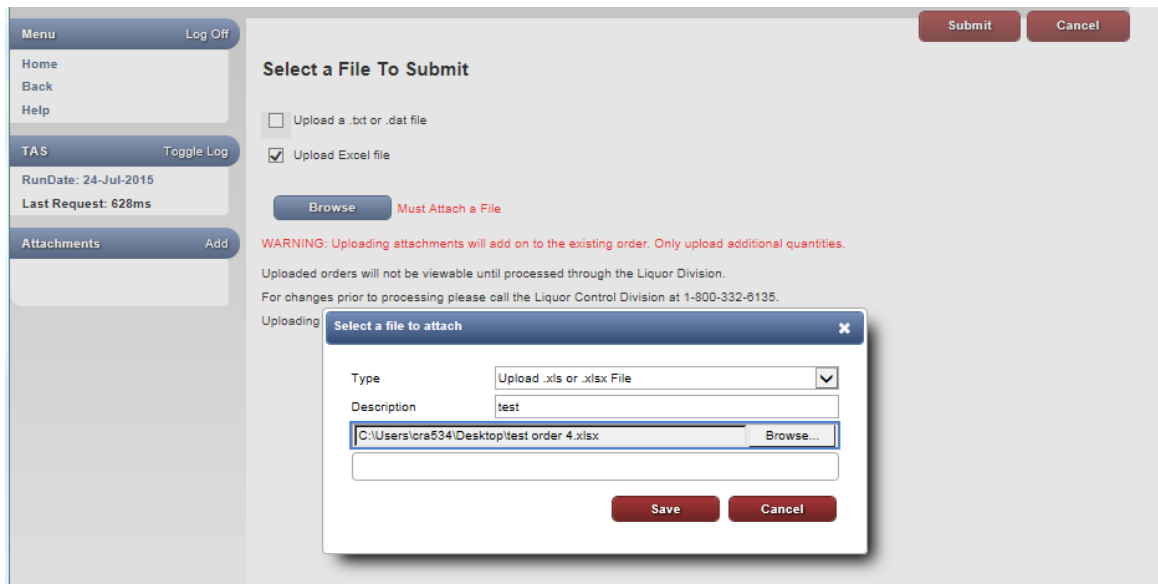 Menu Log Off
Home
Back
Help
TAS Toggle Log
RunDate: 24-Jul-2015
Last Request: 628ms
Attachments Add
Submit Cancel
Select a File To Submit
Upload a .txt or .dat file
Upload Excel file
Browse Must Attach a File
WARNING: Uploading attachments will add on to the existing order. Only upload additional quantities.
Uploaded orders will not be viewable until processed through the Liquor Division.
For changes prior to processing please call the Liquor Control Division at 1-800-332-6135.
Uploading
Select a file to attach
Type Upload .xls or .xlsx File
Description test
C:\Users\cra534\Desktop\test order 4.xlsx Browse...
Save Cancel